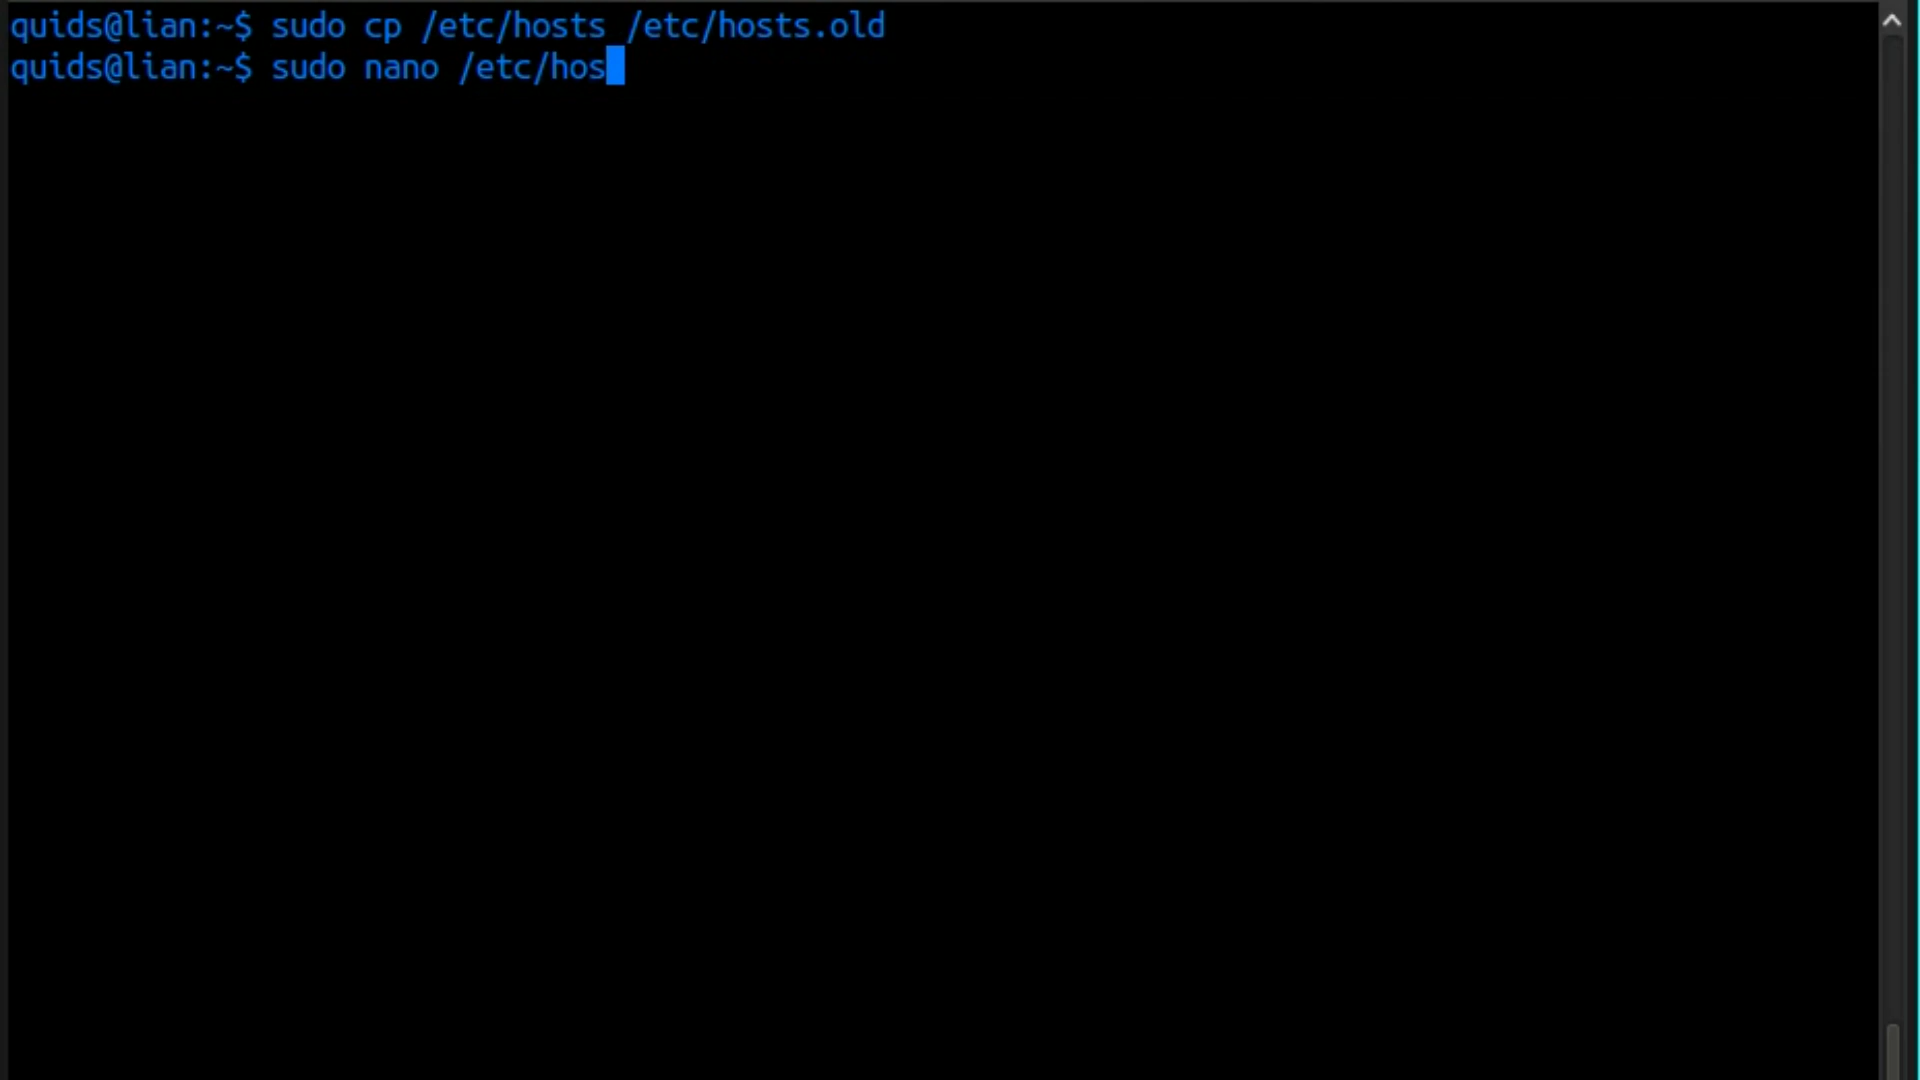 quids@lian:~$ sudo cp /etc/hosts /etc/hosts.old
quids@lian:~$ sudo nano /etc/hos